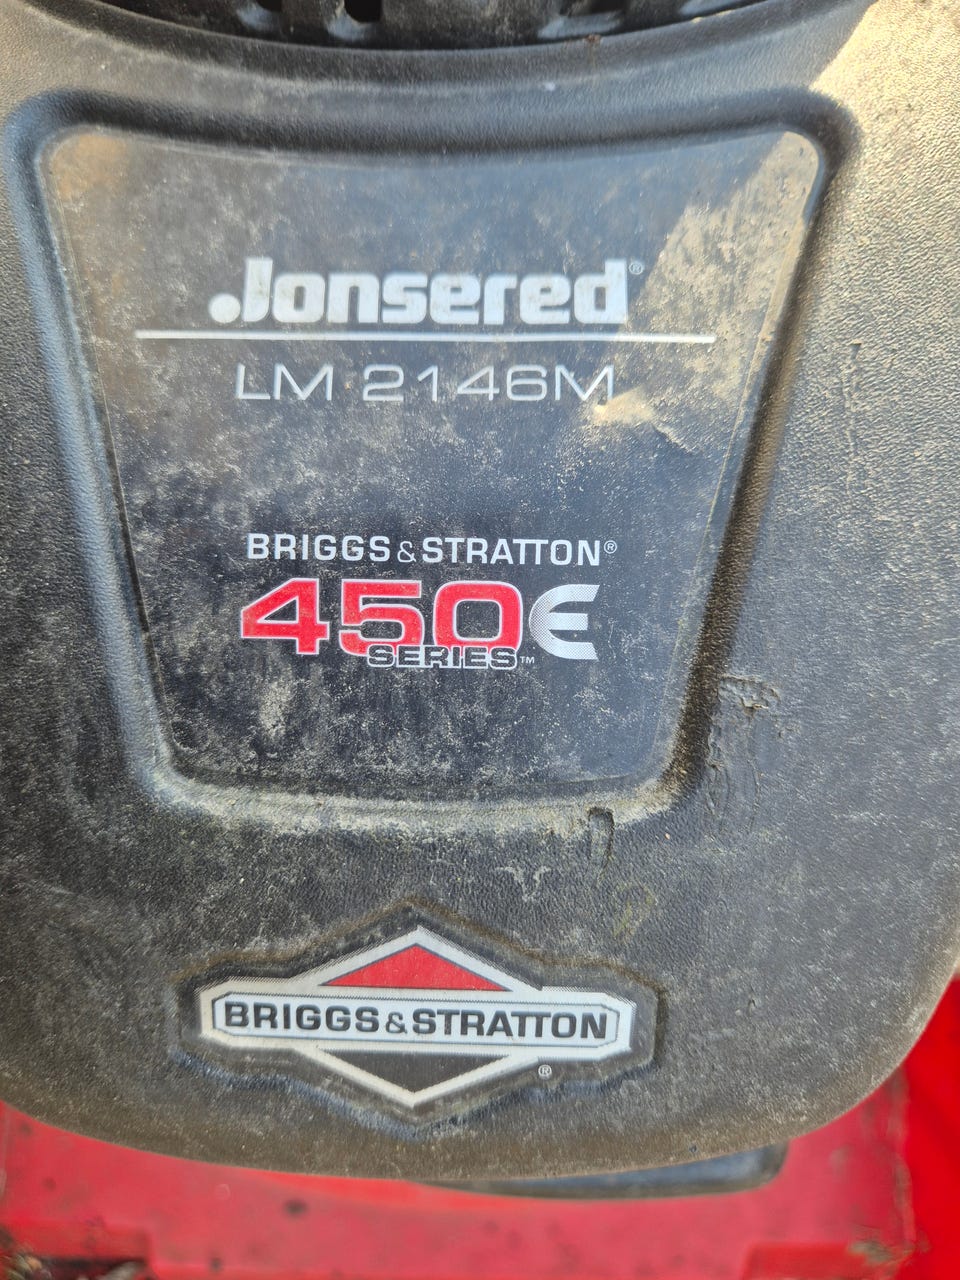 Jonsered®
LM 2146M
BRIGGS & STRATTON®
450E
SERIES™
BRIGGS & STRATTON
®